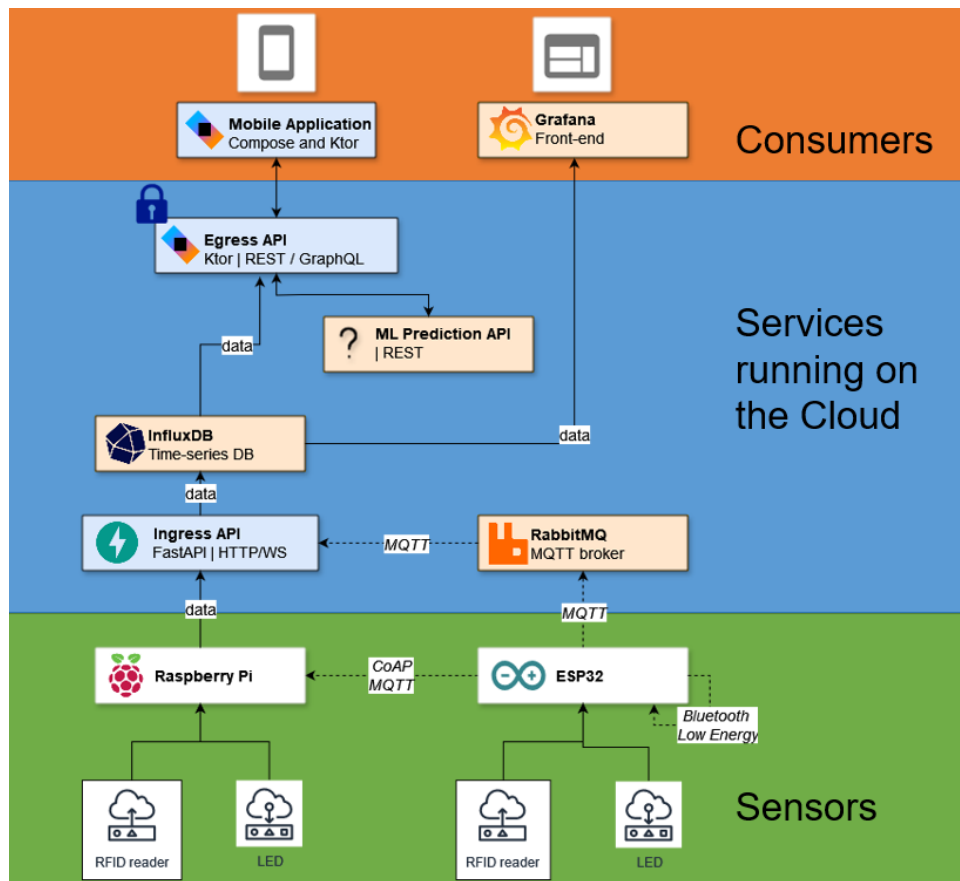 Mobile Application
Compose and Ktor
Grafana
Front-end
Consumers
Egress API
Ktor | REST / GraphQL
ML Prediction API
| REST
?
data
Services
running on
the Cloud
InfluxDB
Time-series DB
data
data
Ingress API
FastAPI | HTTP/WS
MQTT
RabbitMQ
MQTT broker
data
MQTT
Raspberry Pi
CoAP
MQTT
ESP32
Bluetooth
Low Energy
Sensors
RFID reader
LED
RFID reader
LED